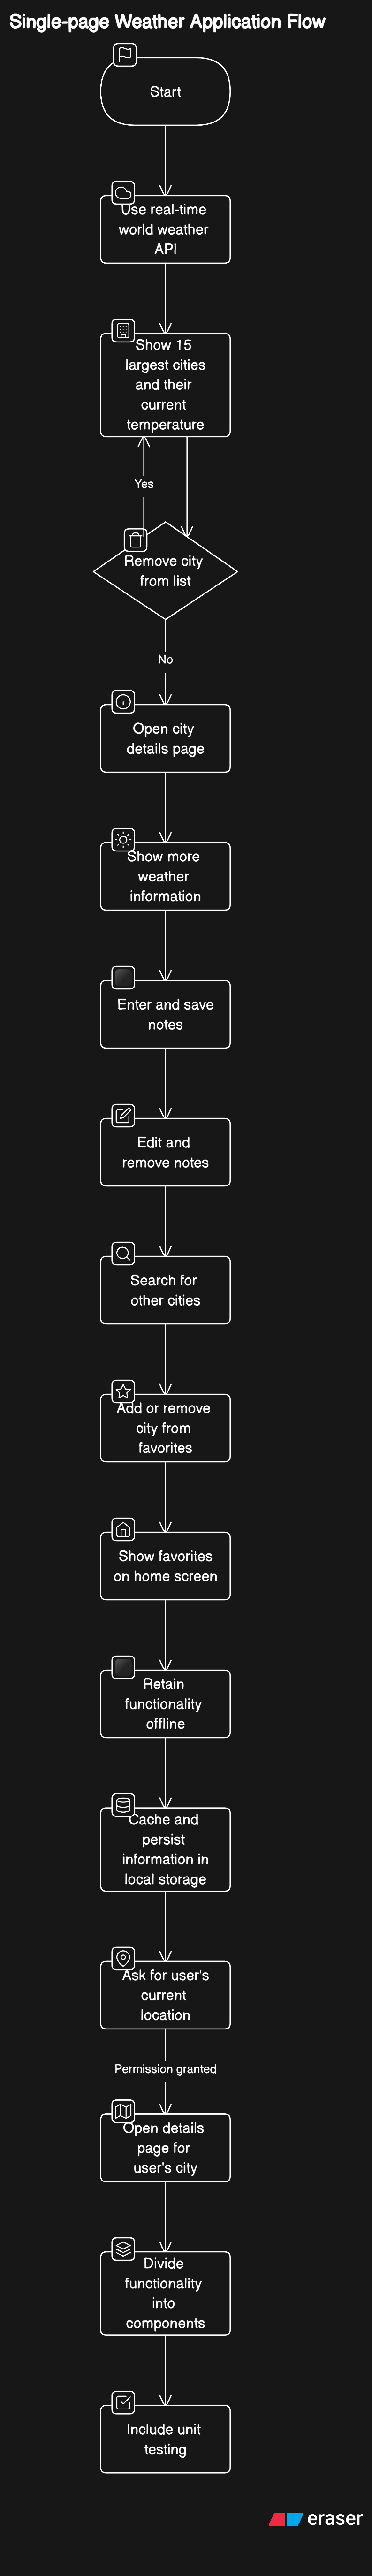 Single-page Weather Application Flow
Start
Use real-time
world weather
API
Show 15
largest cities
and their
current
temperature
Yes
Remove city
from list
No
Open city
details page
Show more
weather
information
Enter and save
notes
Edit and
remove notes
Search for
other cities
Add or remove
city from
favorites
Show favorites
on home screen
Retain
functionality
offline
Cache and
persist
information in
local storage
Ask for user's
current
location
Permission granted
Open details
page for
user's city
Divide
functionality
into
components
Include unit
testing
eraser